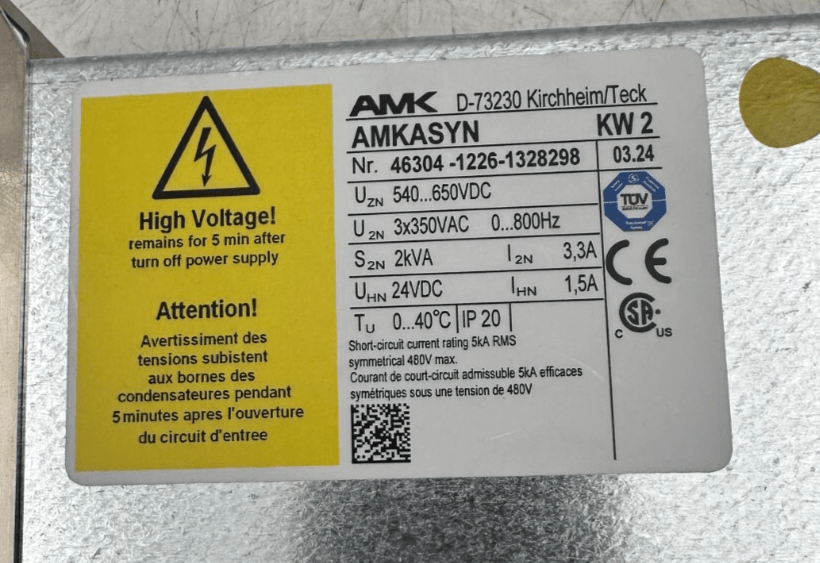 High Voltage!
remains for 5 min after
turn off power supply
Attention!
Avertissiment des
tensions subistent
aux bornes des
condensateures pendant
5 minutes apres l'ouverture
du circuit d'entree
AMK D-73230 Kirchheim/Teck
AMKASYN KW 2
Nr. 46304 -1226-1328298 03.24
UZN 540...650VDC
U2N 3x350VAC 0...800Hz
S2N 2kVA I2N 3,3A
UHN 24VDC IHN 1,5A
TU 0...40°C IP 20
Short-circuit current rating 5kA RMS
symmetrical 480V max.
Courant de court-circuit admissible 5kA efficaces
symétriques sous une tension de 480V
TÜV
CE
C SA US